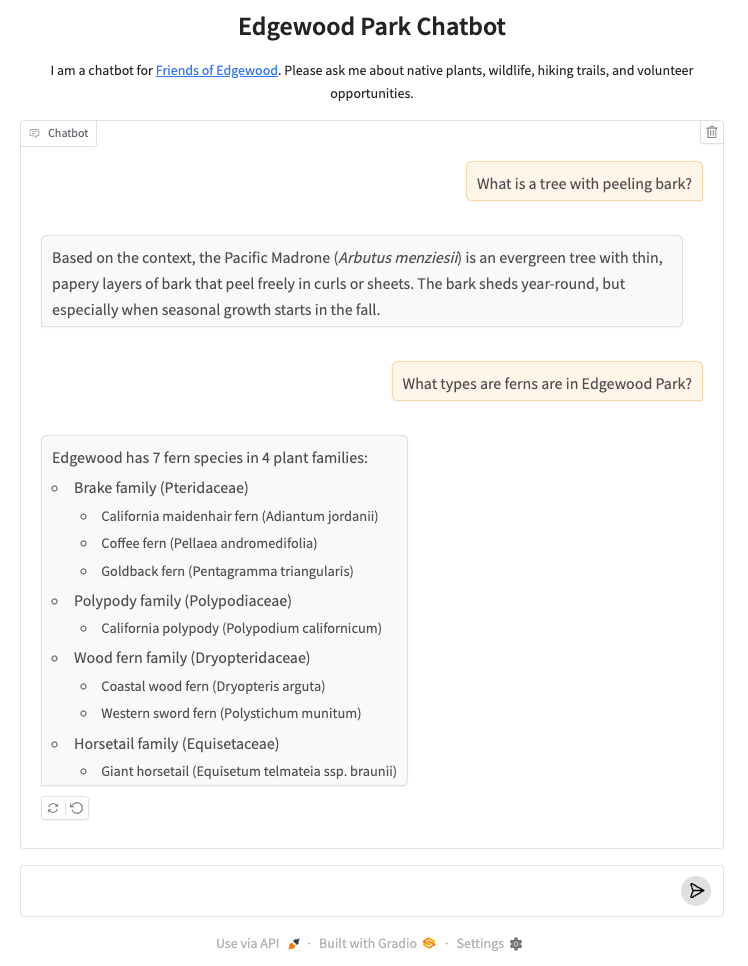 Edgewood Park Chatbot
I am a chatbot for Friends of Edgewood. Please ask me about native plants, wildlife, hiking trails, and volunteer
opportunities.
Chatbot
What is a tree with peeling bark?
Based on the context, the Pacific Madrone (Arbutus menziesii) is an evergreen tree with thin,
papery layers of bark that peel freely in curls or sheets. The bark sheds year-round, but
especially when seasonal growth starts in the fall.
What types are ferns are in Edgewood Park?
Edgewood has 7 fern species in 4 plant families:
Brake family (Pteridaceae)
California maidenhair fern (Adiantum jordanii)
Coffee fern (Pellaea andromedifolia)
Goldback fern (Pentagramma triangularis)
Polypody family (Polypodiaceae)
California polypody (Polypodium californicum)
Wood fern family (Dryopteridaceae)
Coastal wood fern (Dryopteris arguta)
Western sword fern (Polystichum munitum)
Horsetail family (Equisetaceae)
Giant horsetail (Equisetum telmateia ssp. braunii)
Use via API · Built with Gradio · Settings